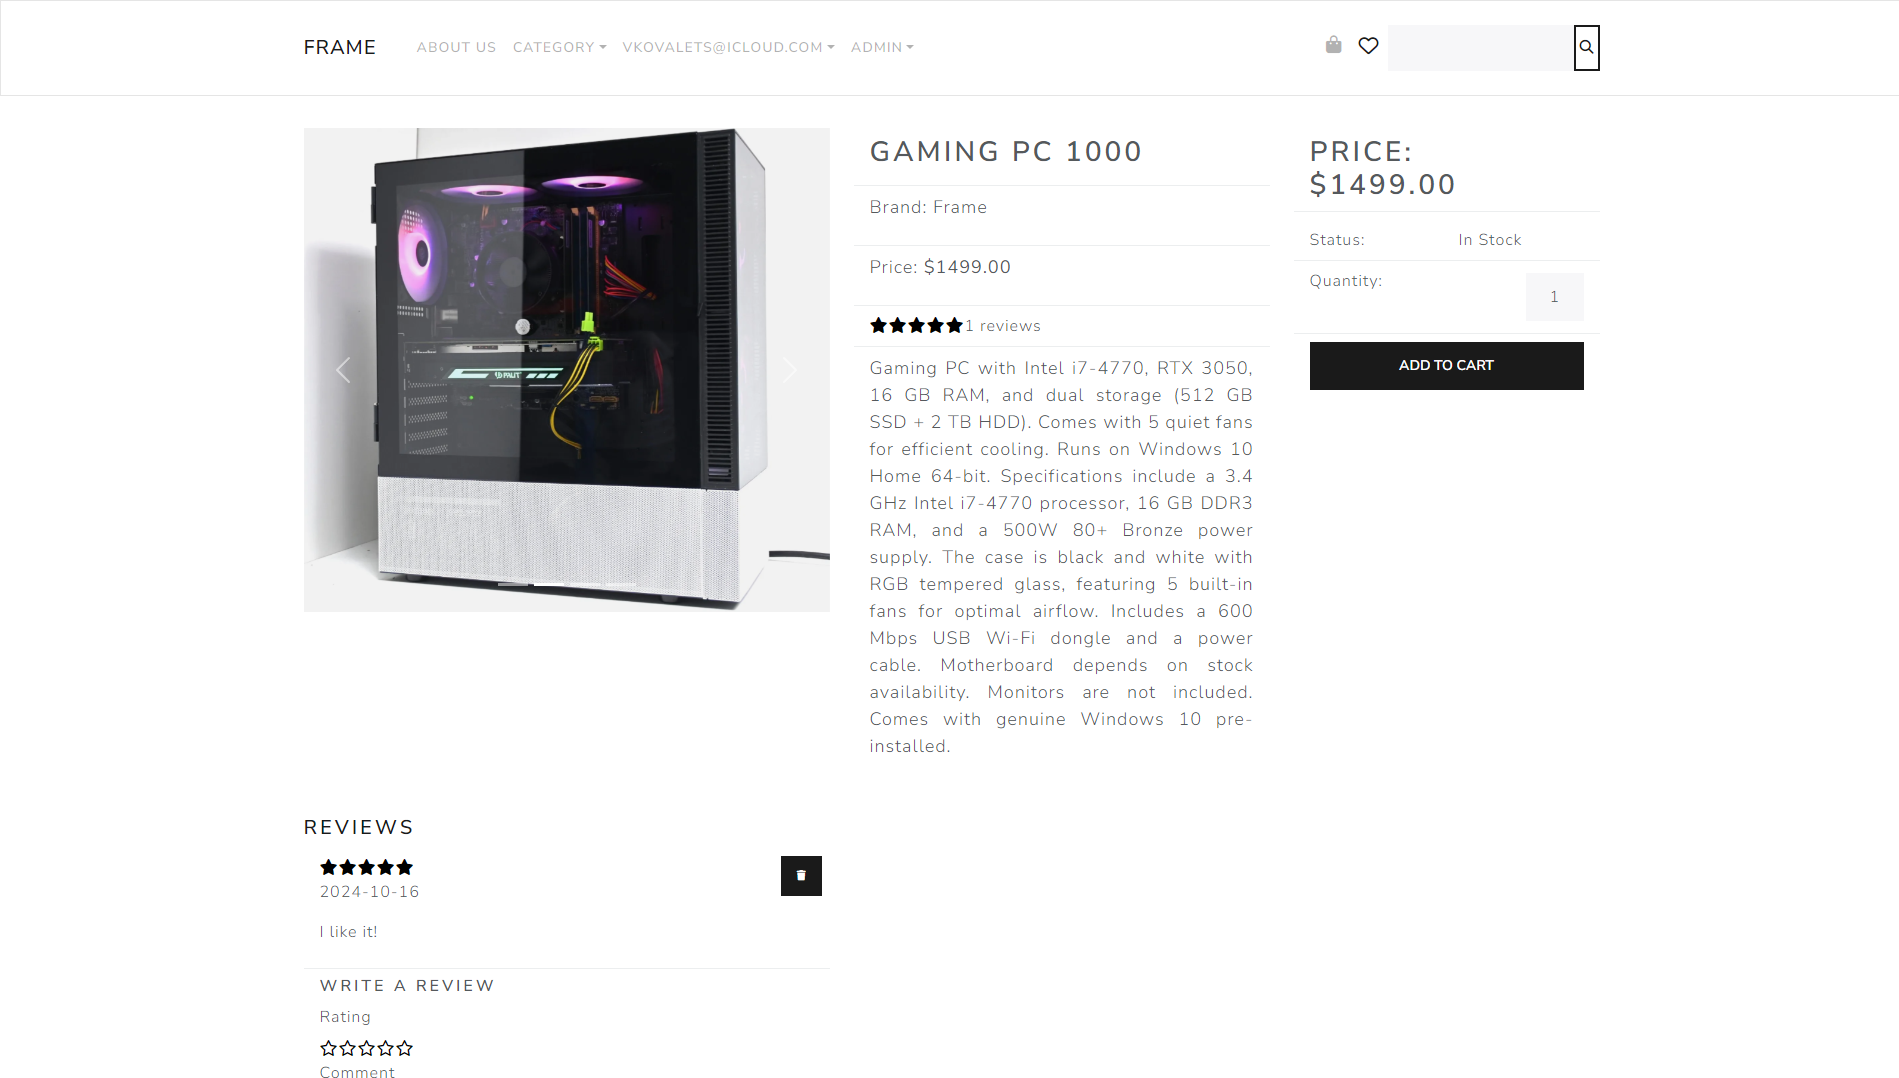 FRAME
ABOUT US
CATEGORY
VKOVALETS@ICLOUD.COM
ADMIN
PALIT
GAMING PC 1000
Brand: Frame
Price: $1499.00
1 reviews
Gaming PC with Intel i7-4770, RTX 3050,
16 GB RAM, and dual storage (512 GB
SSD + 2 TB HDD). Comes with 5 quiet fans
for efficient cooling. Runs on Windows 10
Home 64-bit. Specifications include a 3.4
GHz Intel i7-4770 processor, 16 GB DDR3
RAM, and a 500W 80+ Bronze power
supply. The case is black and white with
RGB tempered glass, featuring 5 built-in
fans for optimal airflow. Includes a 600
Mbps USB Wi-Fi dongle and a power
cable. Motherboard depends on stock
availability. Monitors are not included.
Comes with genuine Windows 10 pre-
installed.
PRICE:
$1499.00
Status: In Stock
Quantity: 1
ADD TO CART
REVIEWS
2024-10-16
I like it!
WRITE A REVIEW
Rating
Comment